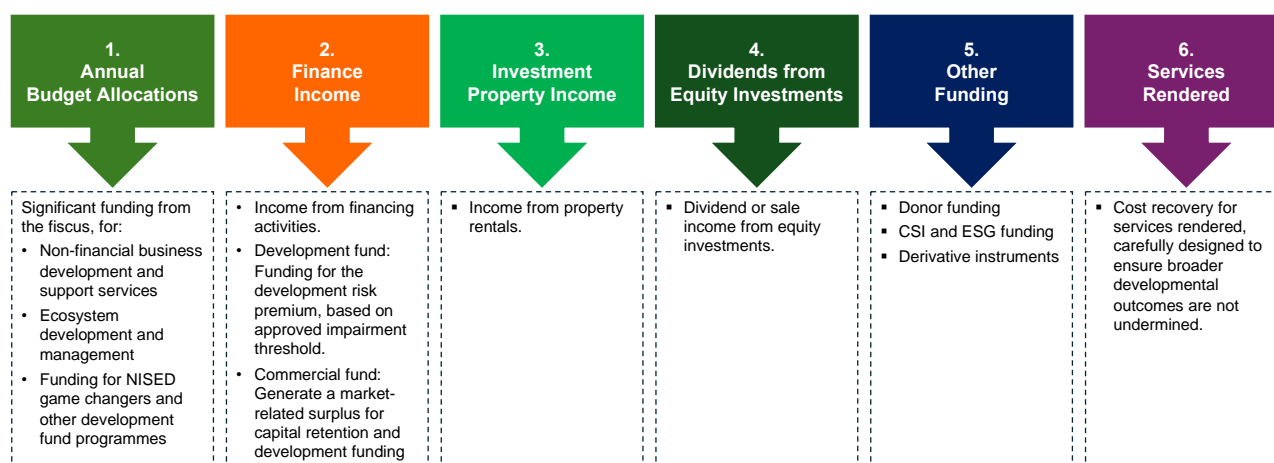 1.
Annual
Budget Allocations
2.
Finance
Income
3.
Investment
Property Income
4.
Dividends from
Equity Investments
5.
Other
Funding
6.
Services
Rendered
Significant funding from
the fiscus, for:
• Non-financial business
development and
support services
• Ecosystem
development and
management
• Funding for NISED
game changers and
other development
fund programmes
• Income from financing
activities.
• Development fund:
Funding for the
development risk
premium, based on
approved impairment
threshold.
• Commercial fund:
Generate a market-
related surplus for
capital retention and
development funding
▪ Income from property
rentals.
▪ Dividend or sale
income from equity
investments.
▪ Donor funding
▪ CSI and ESG funding
▪ Derivative instruments
▪ Cost recovery for
services rendered,
carefully designed to
ensure broader
developmental
outcomes are not
undermined.